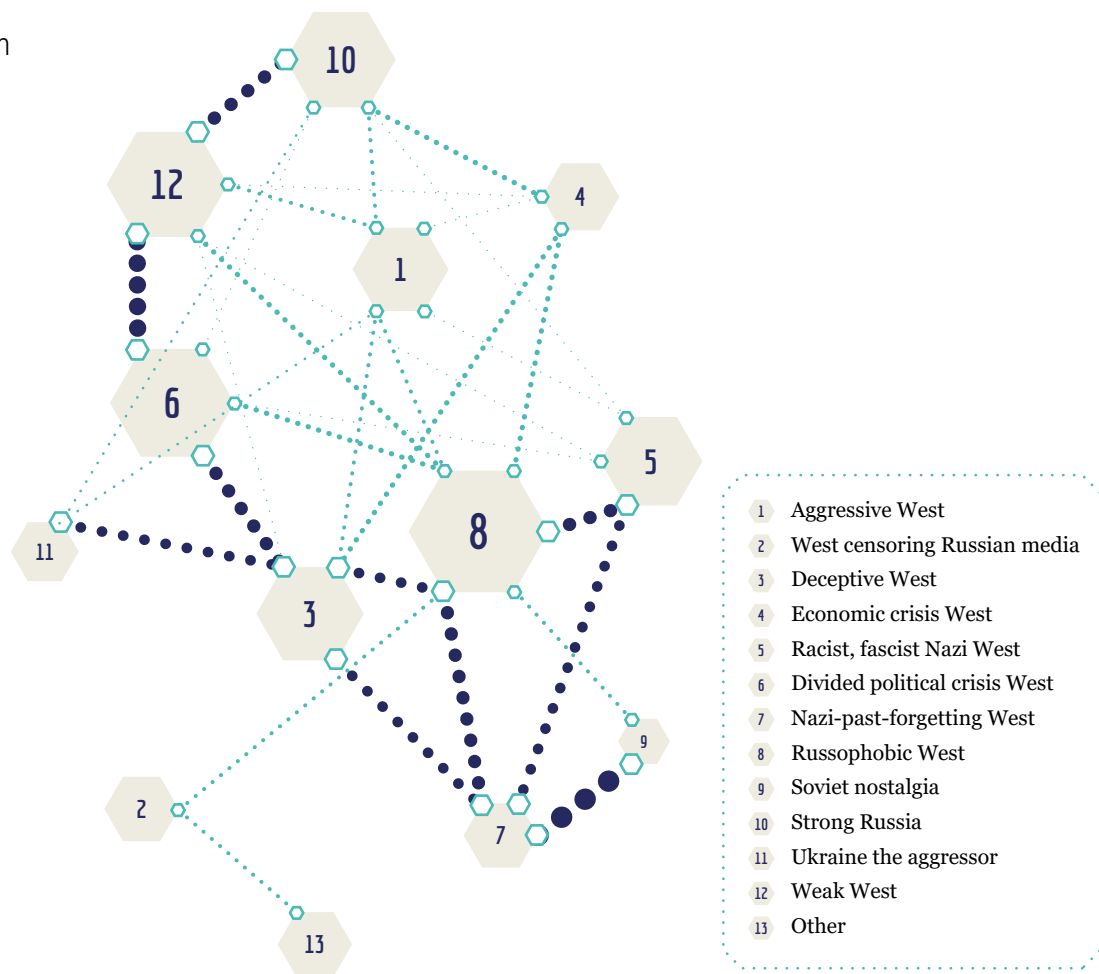 n
10
12
4
1
6
5
8
11
3
9
2
7
13
1 Aggressive West
2 West censoring Russian media
3 Deceptive West
4 Economic crisis West
5 Racist, fascist Nazi West
6 Divided political crisis West
7 Nazi-past-forgetting West
8 Russophobic West
9 Soviet nostalgia
10 Strong Russia
11 Ukraine the aggressor
12 Weak West
13 Other